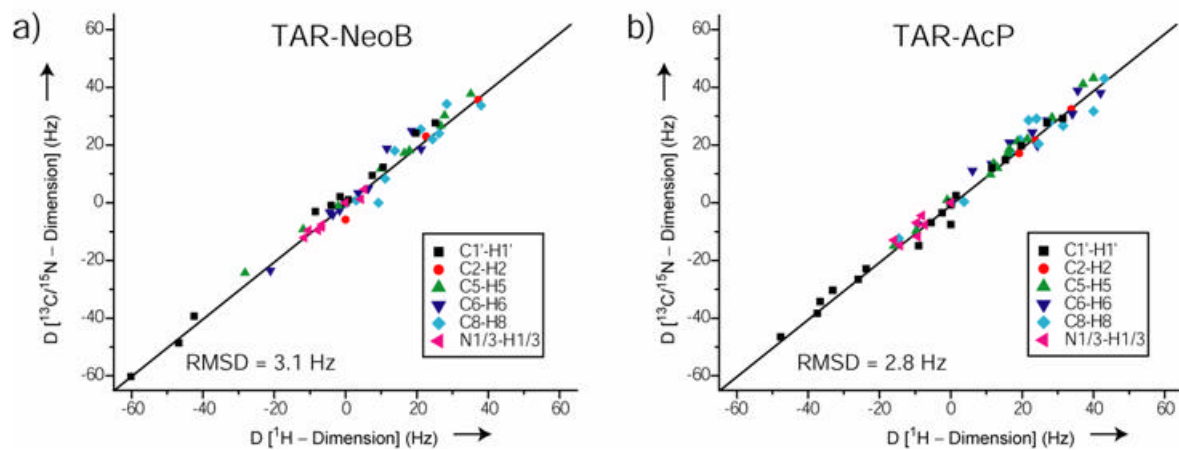 a)
TAR-NeoB
D [¹³C/¹⁵N – Dimension] (Hz)
60
40
20
0
-20
-40
-60
C1'-H1'
C2-H2
C5-H5
C6-H6
C8-H8
N1/3-H1/3
RMSD = 3.1 Hz
-60 -40 -20 0 20 40 60
D [¹H – Dimension] (Hz)
b)
TAR-AcP
D [¹³C/¹⁵N – Dimension] (Hz)
60
40
20
0
-20
-40
-60
C1'-H1'
C2-H2
C5-H5
C6-H6
C8-H8
N1/3-H1/3
RMSD = 2.8 Hz
-60 -40 -20 0 20 40 60
D [¹H – Dimension] (Hz)